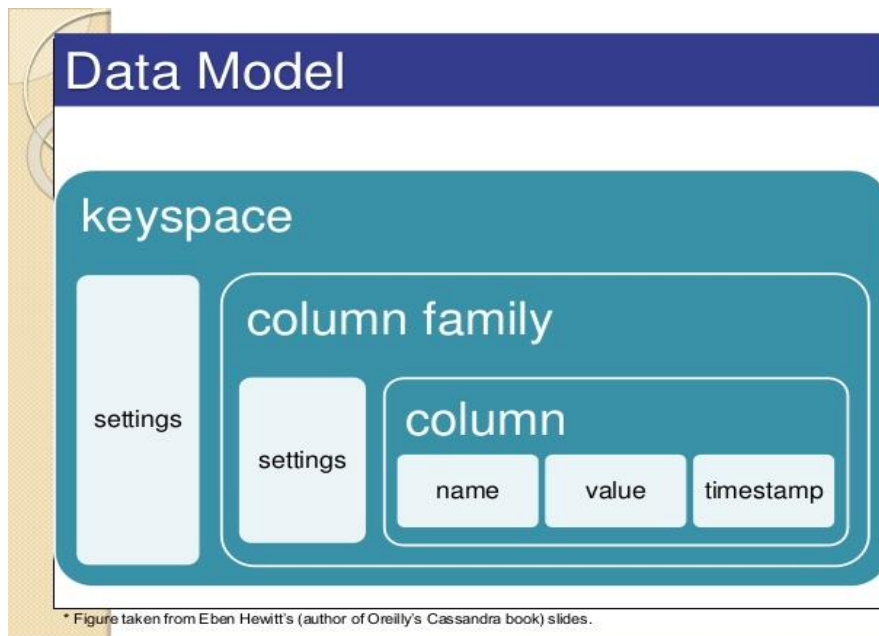 Data Model
keyspace
column family
settings
settings
column
name value timestamp
* Figure taken from Eben Hewitt's (author of Oreilly's Cassandra book) slides.